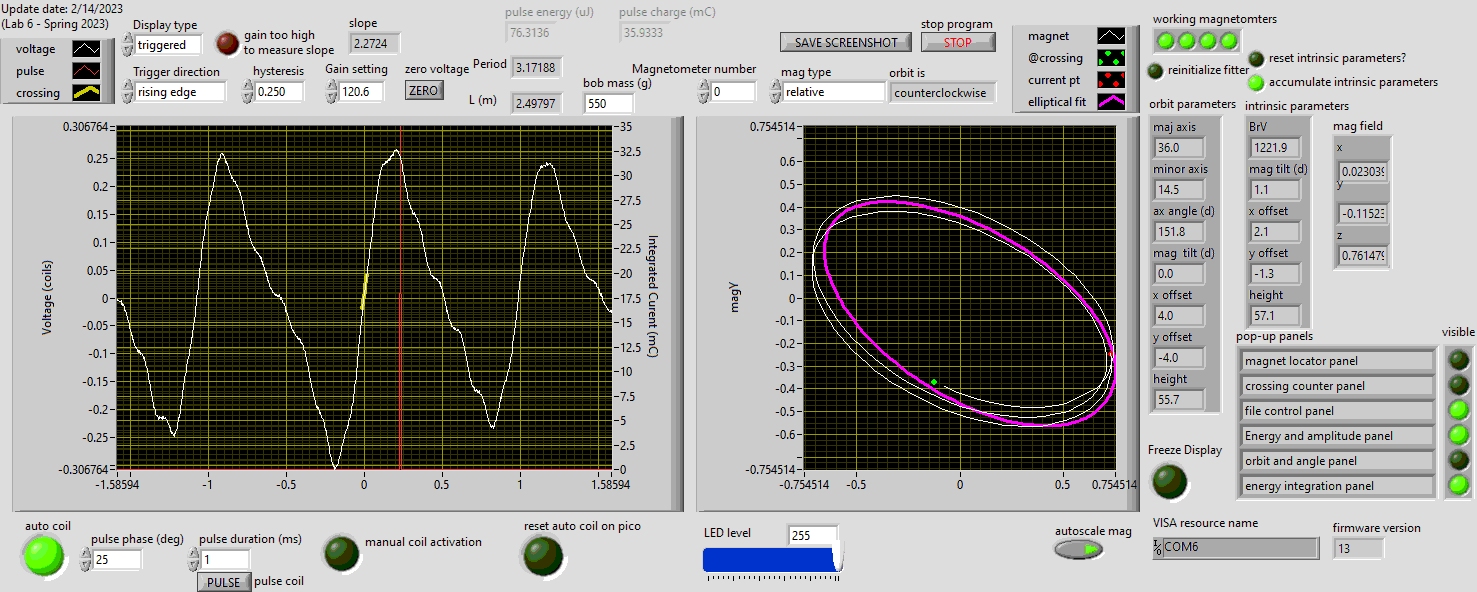 Update date: 2/14/2023
(Lab 6 - Spring 2023)
voltage
pulse
crossing
Display type
triggered
gain too high
to measure slope
slope
2.2724
Trigger direction
rising edge
hysteresis
0.250
Gain setting
120.6
zero voltage
ZERO
pulse energy (uJ)
76.3136
pulse charge (mC)
35.9333
Period
3.17188
L (m)
2.49797
bob mass (g)
550
Magnetometer number
0
SAVE SCREENSHOT
stop program
STOP
mag type
relative
orbit is
counterclockwise
magnet
@crossing
current pt
elliptical fit
working magnetomters
reinitialize fitter
reset intrinsic parameters?
accumulate intrinsic parameters
orbit parameters
maj axis
36.0
minor axis
14.5
ax angle (d)
151.8
mag tilt (d)
0.0
x offset
4.0
y offset
-4.0
height
55.7
intrinsic parameters
BrV
1221.9
mag tilt (d)
1.1
x offset
2.1
y offset
-1.3
height
57.1
mag field
x
0.023039
y
-0.11523
z
0.761479
Voltage (coils)
0.306764
0.25
0.2
0.15
0.1
0.05
0
-0.05
-0.1
-0.15
-0.2
-0.25
-0.306764
-1.58594
-1
-0.5
0
0.5
1
1.58594
35
32.5
30
27.5
25
22.5
20
17.5
15
12.5
10
7.5
5
2.5
0
Integrated Curent (mC)
magy
0.754514
0.6
0.5
0.4
0.3
0.2
0.1
0
-0.1
-0.2
-0.3
-0.4
-0.5
-0.6
-0.754514
-0.754514
-0.5
0
0.5
0.754514
pop-up panels
visible
magnet locator panel
crossing counter panel
file control panel
Energy and amplitude panel
orbit and angle panel
energy integration panel
Freeze Display
auto coil
pulse phase (deg)
25
pulse duration (ms)
1
PULSE
pulse coil
manual coil activation
reset auto coil on pico
LED level
255
autoscale mag
VISA resource name
COM6
firmware version
13